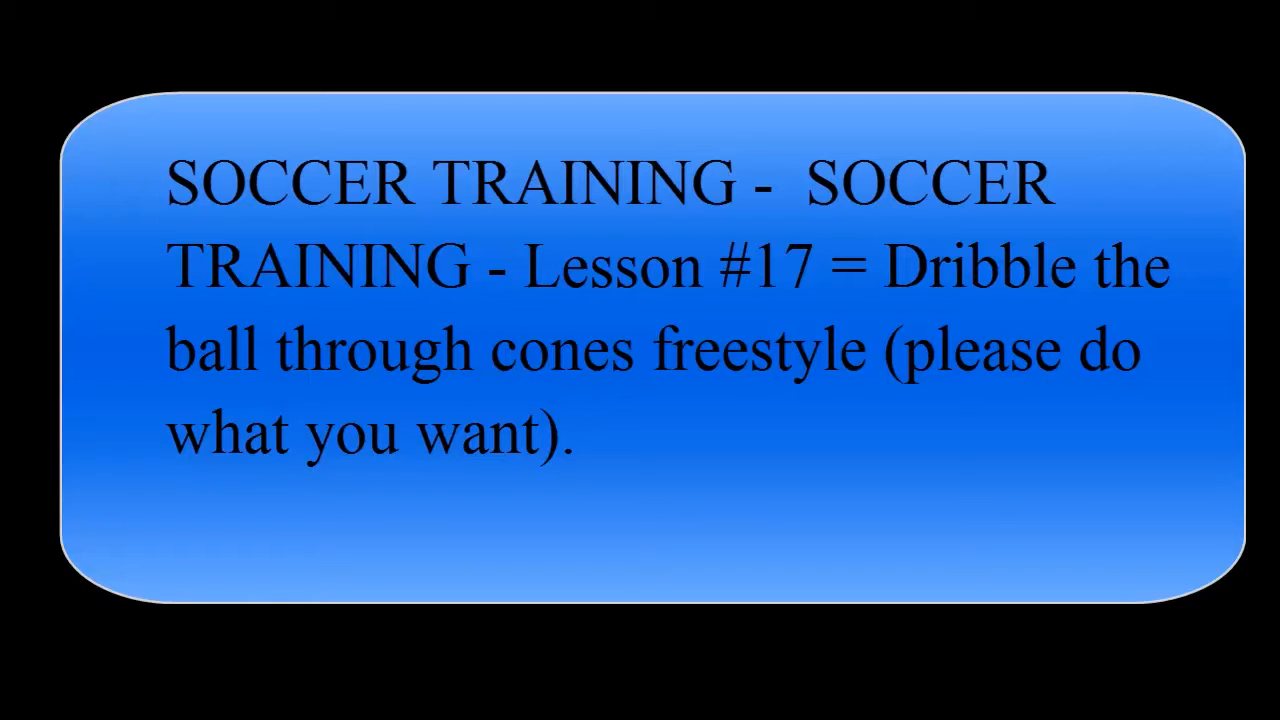 SOCCER TRAINING -  SOCCER
TRAINING - Lesson #17 = Dribble the
ball through cones freestyle (please do
what you want).